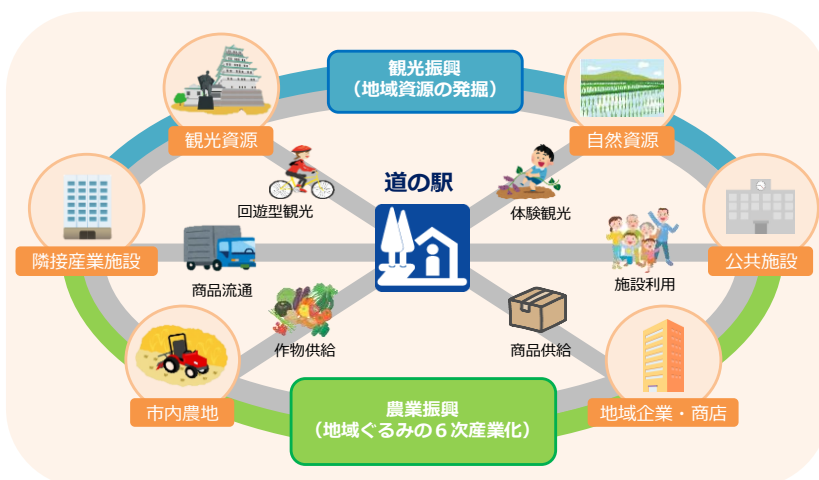 観光振興
（地域資源の発掘）
観光資源
自然資源
道の駅
回遊型観光
体験観光
隣接産業施設
公共施設
商品流通
施設利用
作物供給
商品供給
市内農地
農業振興
（地域ぐるみの６次産業化）
地域企業・商店